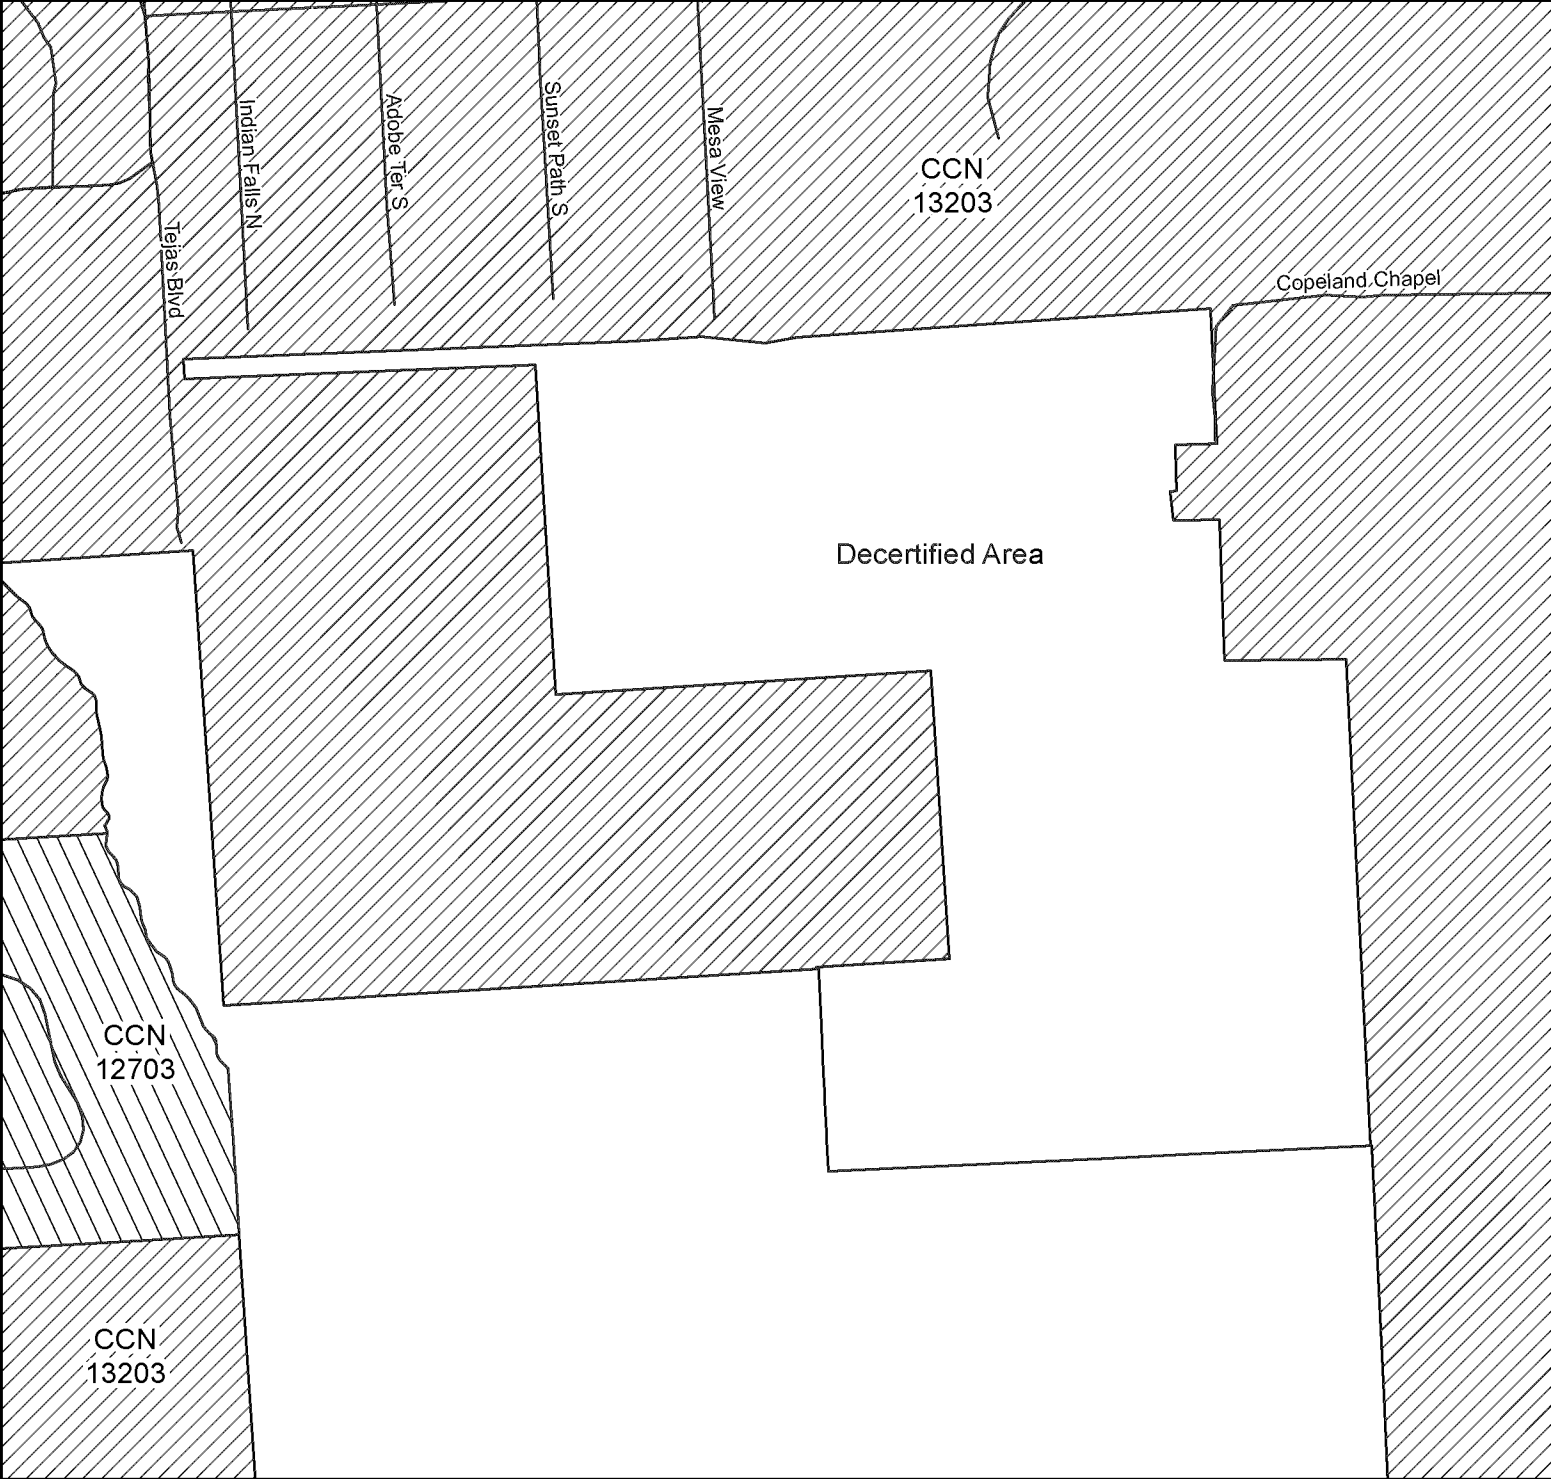 Indian Falls N
Adobe Ter S
Sunset Path S
Mesa View
CCN
13203
Tejas Blvd
Copeland Chapel
Decertified Area
CCN
12703
CCN
13203